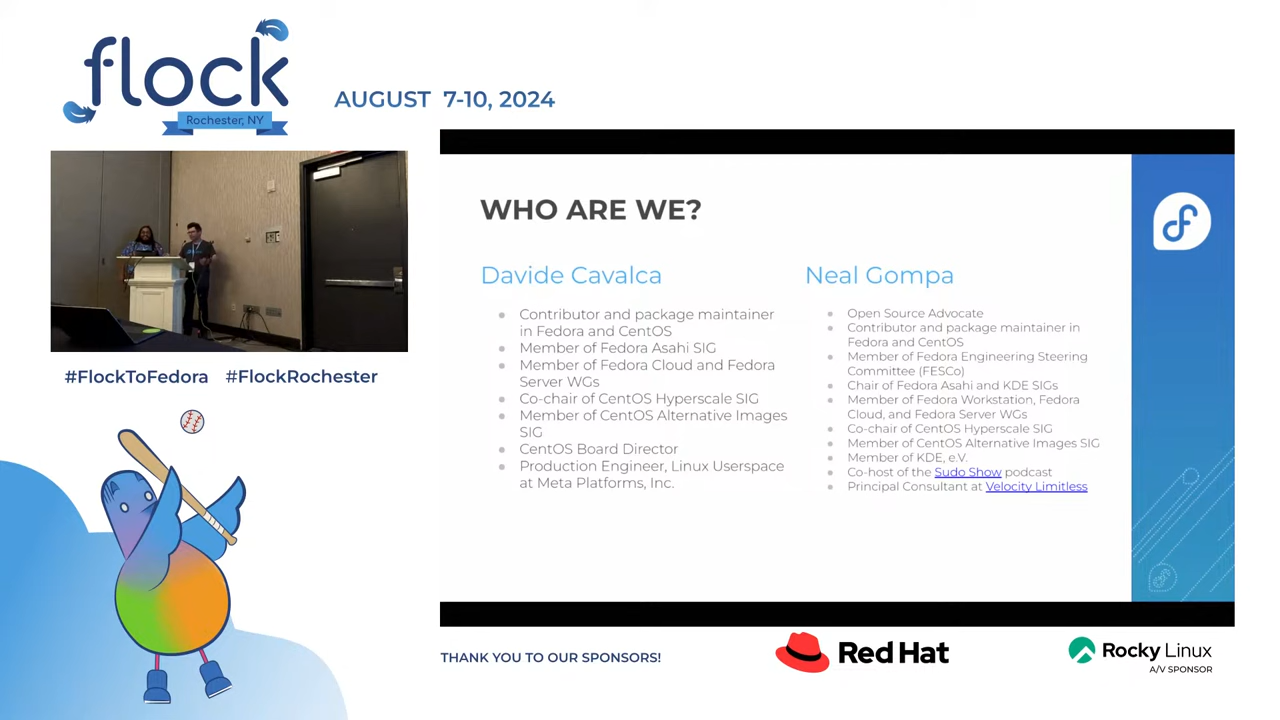 flock
Rochester, NY
AUGUST 7-10, 2024
#FlockToFedora #FlockRochester
WHO ARE WE?
Davide Cavalca
Contributor and package maintainer
in Fedora and CentOS
Member of Fedora Asahi SIG
Member of Fedora Cloud and Fedora
Server WGs
Co-chair of CentOS Hyperscale SIG
Member of CentOS Alternative Images
SIG
CentOS Board Director
Production Engineer, Linux Userspace
at Meta Platforms, Inc.
Neal Gompa
Open Source Advocate
Contributor and package maintainer in
Fedora and CentOS
Member of Fedora Engineering Steering
Committee (FESCo)
Chair of Fedora Asahi and KDE SIGs
Member of Fedora Workstation, Fedora
Cloud, and Fedora Server WGs
Co-chair of CentOS Hyperscale SIG
Member of CentOS Alternative Images SIG
Member of KDE, e.V.
Co-host of the Sudo Show podcast
Principal Consultant at Velocity Limitless
THANK YOU TO OUR SPONSORS!
Red Hat
Rocky Linux
A/V SPONSOR